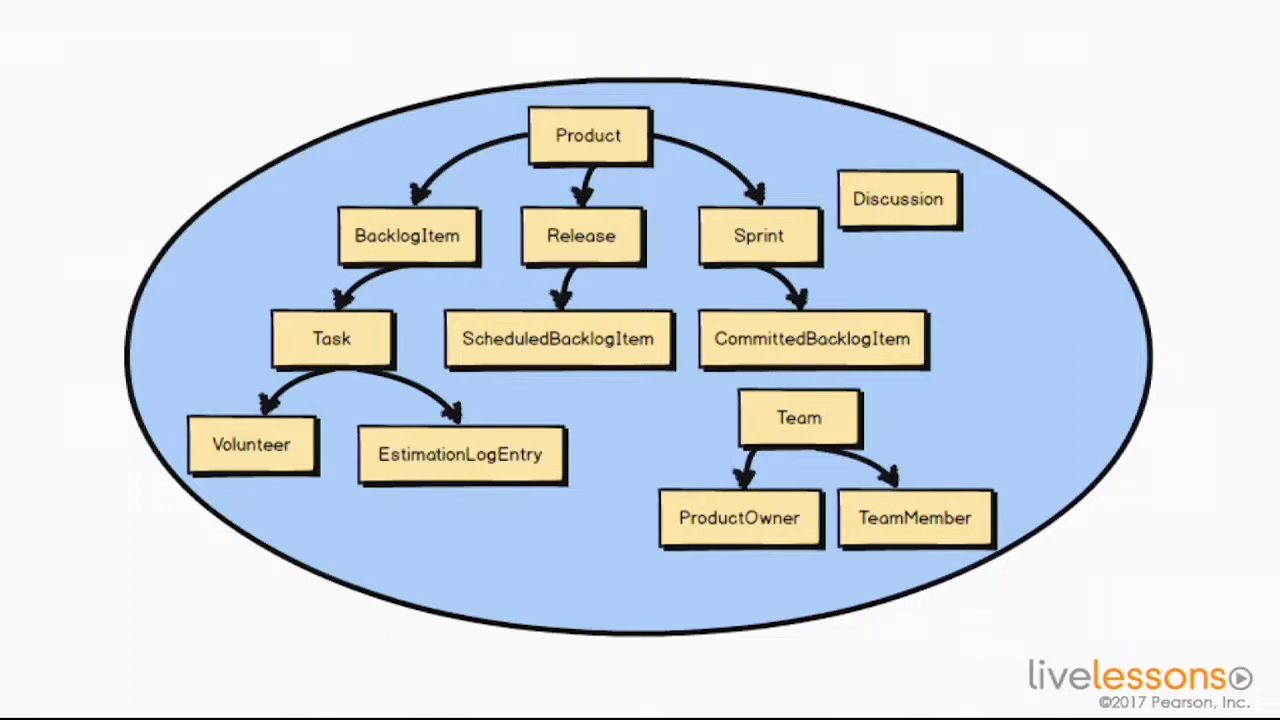 Product
Discussion
BacklogItem
Release
Sprint
Task
ScheduledBacklogItem
CommittedBacklogItem
Team
Volunteer
EstimationLogEntry
ProductOwner
TeamMember
livelessons
©2017 Pearson, Inc.